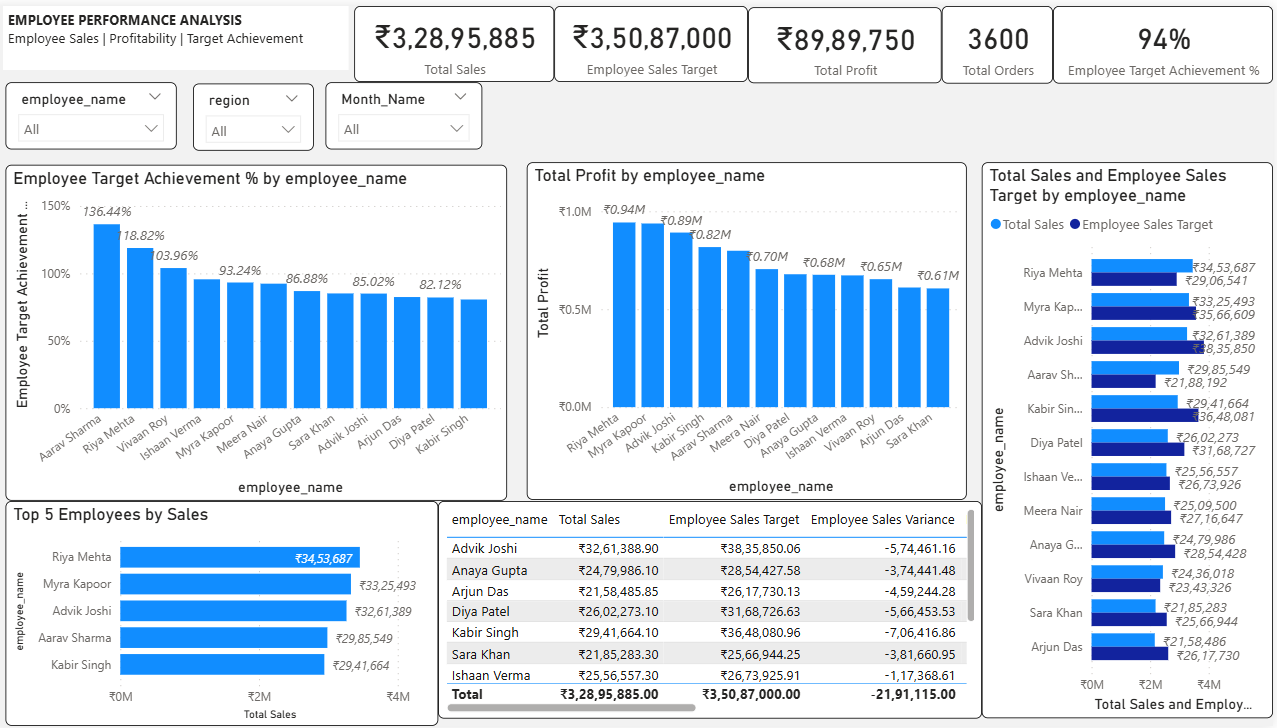 EMPLOYEE PERFORMANCE ANALYSIS
Employee Sales | Profitability | Target Achievement
₹3,28,95,885
Total Sales
₹3,50,87,000
Employee Sales Target
₹89,89,750
Total Profit
3600
Total Orders
94%
Employee Target Achievement %
employee_name
All
region
All
Month_Name
All
Employee Target Achievement % by employee_name
Employee Target Achievement ...
150%
100%
50%
0%
136.44%
118.82%
103.96%
93.24%
86.88%
85.02%
82.12%
Aarav Sharma
Riya Mehta
Vivaan Roy
Ishaan Verma
Myra Kapoor
Meera Nair
Anaya Gupta
Sara Khan
Advik Joshi
Arjun Das
Diya Patel
Kabir Singh
employee_name
Total Profit by employee_name
Total Profit
₹1.0M
₹0.5M
₹0.0M
₹0.94M
₹0.89M
₹0.82M
₹0.70M
₹0.68M
₹0.65M
₹0.61M
Riya Mehta
Myra Kapoor
Advik Joshi
Kabir Singh
Aarav Sharma
Meera Nair
Diya Patel
Anaya Gupta
Ishaan Verma
Vivaan Roy
Arjun Das
Sara Khan
employee_name
Total Sales and Employee Sales
Target by employee_name
Total Sales Employee Sales Target
employee_name
Riya Mehta ₹34,53,687
₹29,06,541
Myra Kap... ₹33,25,493
₹35,66,609
Advik Joshi ₹32,61,389
₹38,35,850
Aarav Sh... ₹29,85,549
₹21,88,192
Kabir Sin... ₹29,41,664
₹36,48,081
Diya Patel ₹26,02,273
₹31,68,727
Ishaan Ve... ₹25,56,557
₹26,73,926
Meera Nair ₹25,09,500
₹27,16,647
Anaya G... ₹24,79,986
₹28,54,428
Vivaan Roy ₹24,36,018
₹23,43,326
Sara Khan ₹21,85,283
₹25,66,944
Arjun Das ₹21,58,486
₹26,17,730
₹0M ₹2M ₹4M
Total Sales and Employ...
Top 5 Employees by Sales
employee_name
Riya Mehta ₹34,53,687
Myra Kapoor ₹33,25,493
Advik Joshi ₹32,61,389
Aarav Sharma ₹29,85,549
Kabir Singh ₹29,41,664
₹0M ₹2M ₹4M
Total Sales
employee_name Total Sales Employee Sales Target Employee Sales Variance
Advik Joshi ₹32,61,388.90 ₹38,35,850.06 -5,74,461.16
Anaya Gupta ₹24,79,986.10 ₹28,54,427.58 -3,74,441.48
Arjun Das ₹21,58,485.85 ₹26,17,730.13 -4,59,244.28
Diya Patel ₹26,02,273.10 ₹31,68,726.63 -5,66,453.53
Kabir Singh ₹29,41,664.10 ₹36,48,080.96 -7,06,416.86
Sara Khan ₹21,85,283.30 ₹25,66,944.25 -3,81,660.95
Ishaan Verma ₹25,56,557.30 ₹26,73,925.91 -1,17,368.61
Total ₹3,28,95,885.00 ₹3,50,87,000.00 -21,91,115.00